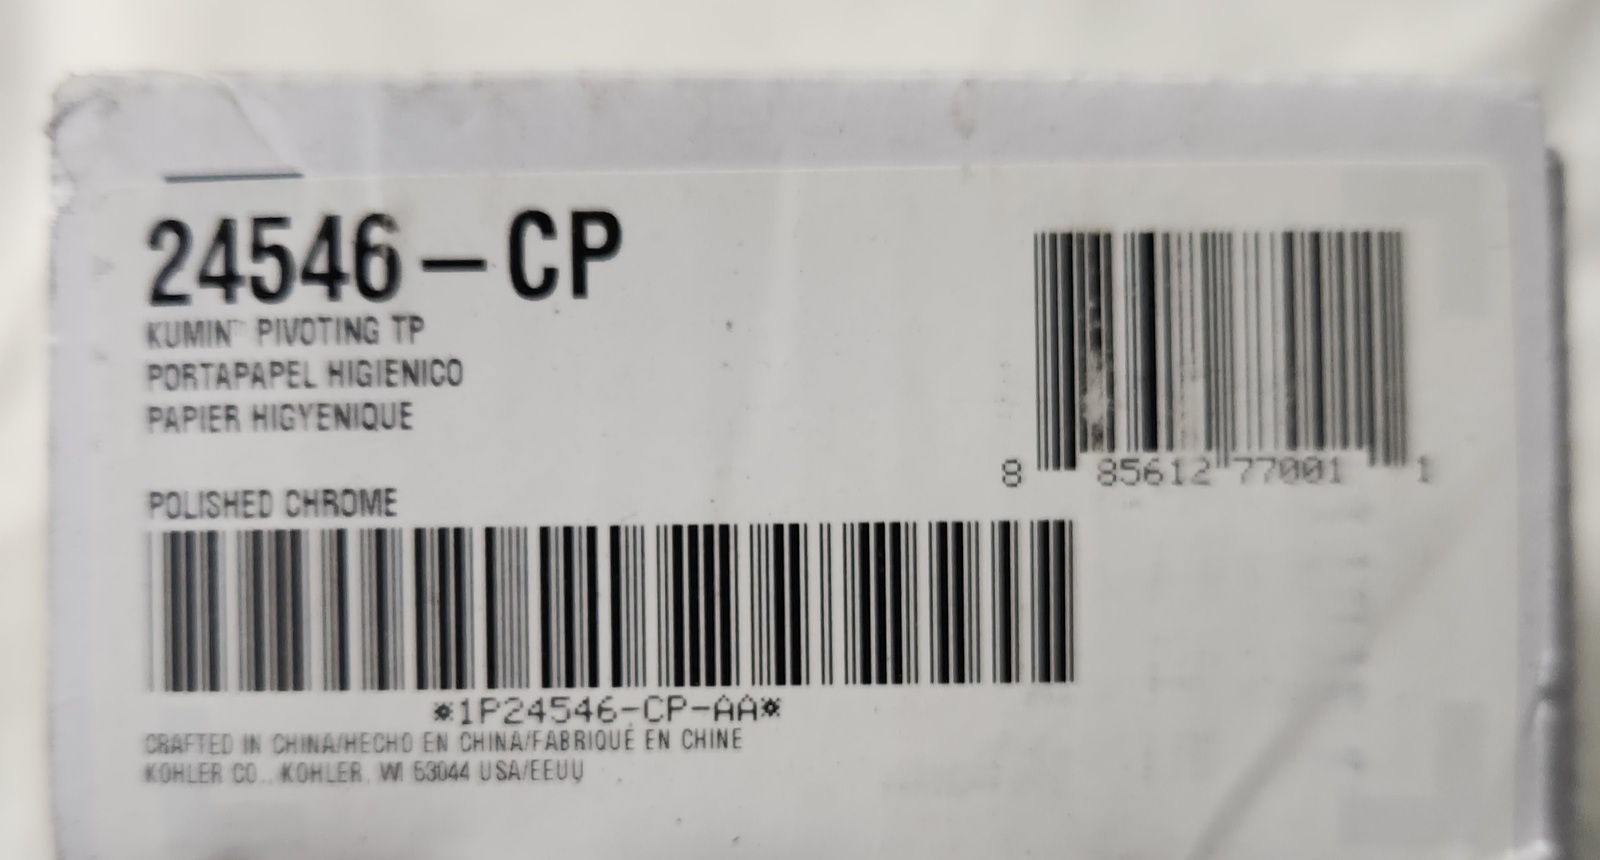 24546-CP
KUMIN™ PIVOTING TP
PORTAPAPEL HIGIENICO
PAPIER HIGYENIQUE
8 85612 77001 1
POLISHED CHROME
*1P24546-CP-AA*
CRAFTED IN CHINA/HECHO EN CHINA/FABRIQUÉ EN CHINE
KOHLER CO., KOHLER, WI 53044 USA/EEUU